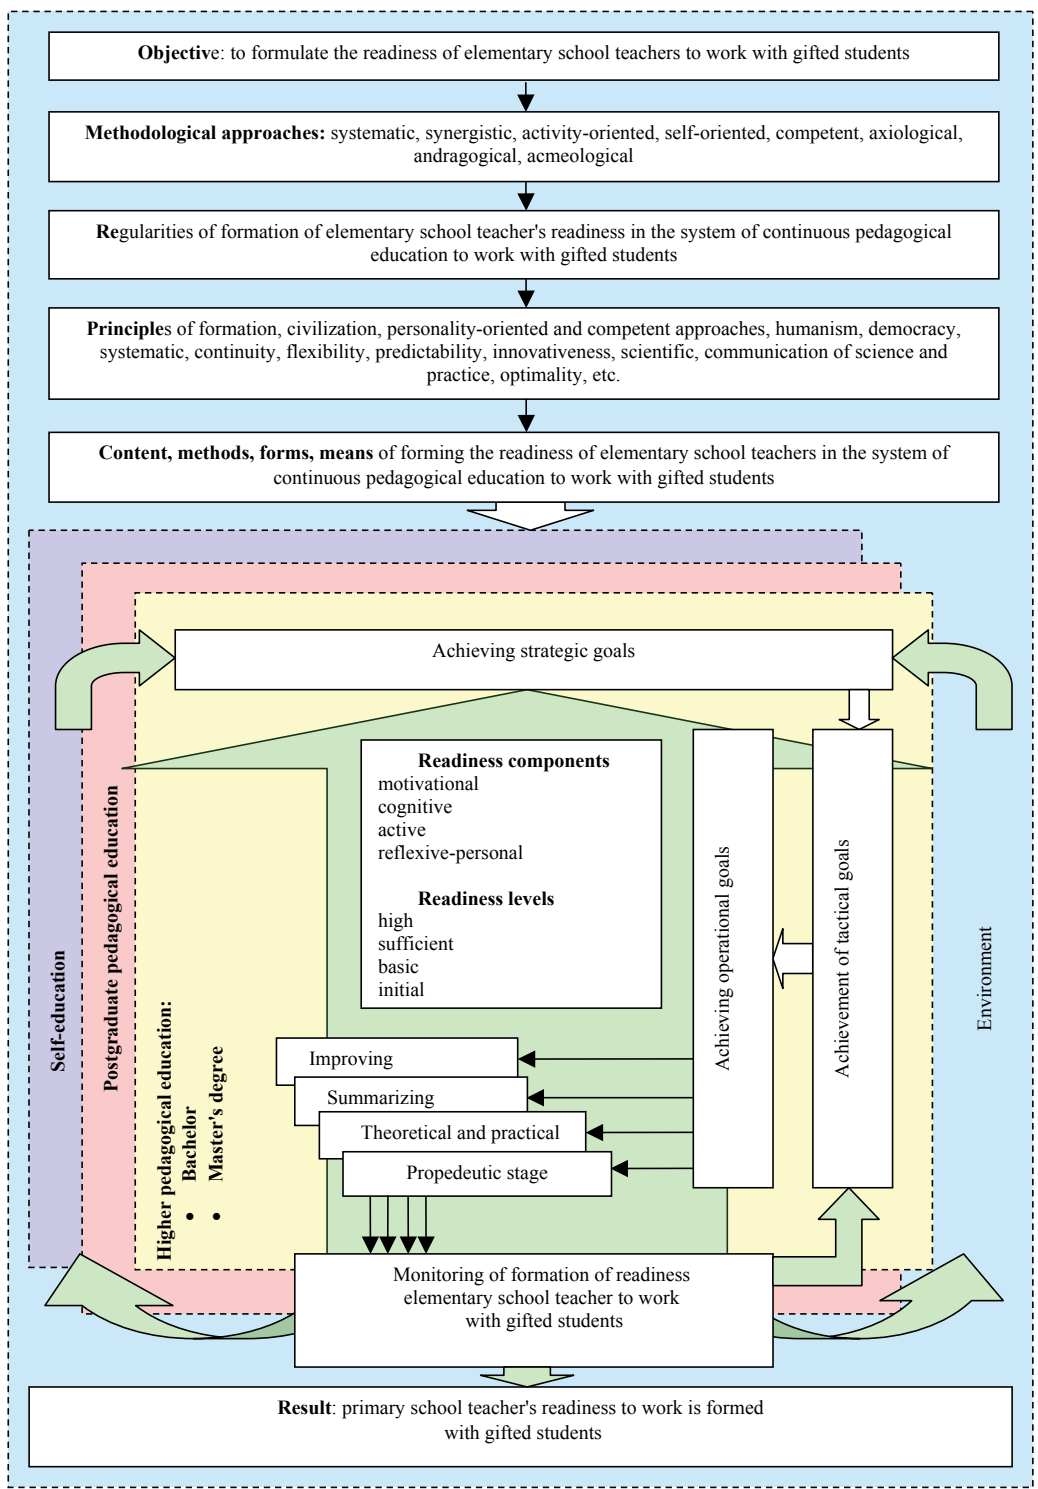 Objective: to formulate the readiness of elementary school teachers to work with gifted students
Methodological approaches: systematic, synergistic, activity-oriented, self-oriented, competent, axiological,
andragogical, acmeological
Regularities of formation of elementary school teacher's readiness in the system of continuous pedagogical
education to work with gifted students
Principles of formation, civilization, personality-oriented and competent approaches, humanism, democracy,
systematic, continuity, flexibility, predictability, innovativeness, scientific, communication of science and
practice, optimality, etc.
Content, methods, forms, means of forming the readiness of elementary school teachers in the system of
continuous pedagogical education to work with gifted students
Achieving strategic goals
Readiness components
motivational
cognitive
active
reflexive-personal
Readiness levels
high
sufficient
basic
initial
Self-education
Postgraduate pedagogical education
Higher pedagogical education:
• Bachelor
• Master's degree
Achieving operational goals
Achievement of tactical goals
Environment
Improving
Summarizing
Theoretical and practical
Propedeutic stage
Monitoring of formation of readiness
elementary school teacher to work
with gifted students
Result: primary school teacher's readiness to work is formed
with gifted students